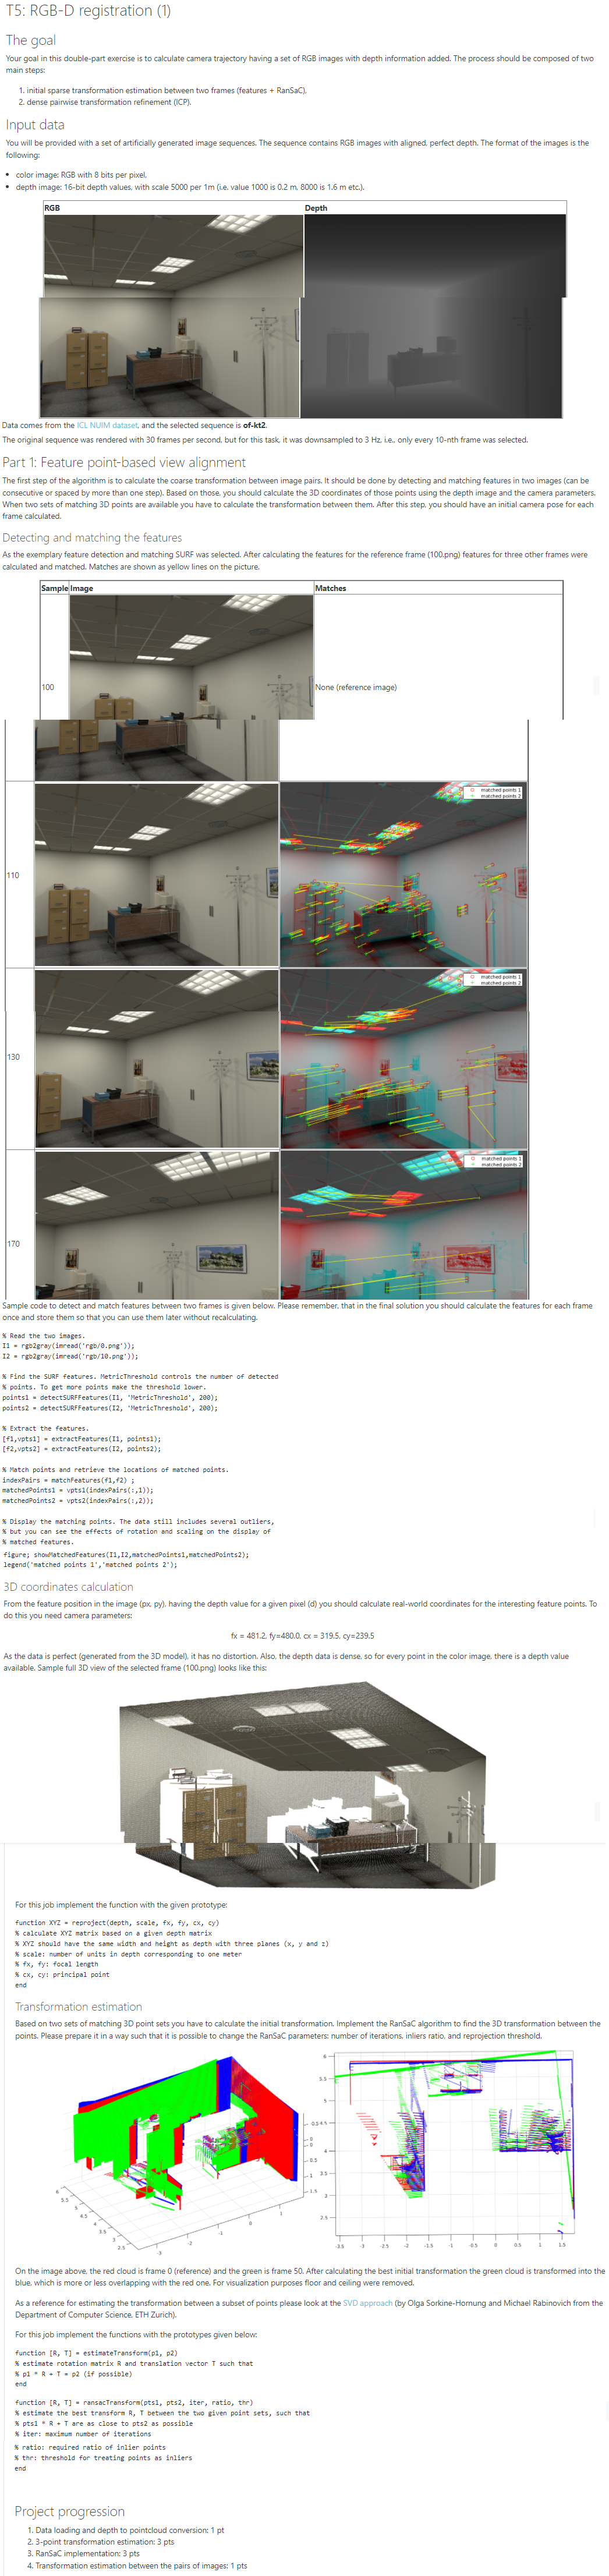 T5: RGB-D registration (1)
The goal
Your goal in this double-part exercise is to calculate camera trajectory having a set of RGB images with depth information added. The process should be composed of two
main steps:
1. initial sparse transformation estimation between two frames (features + RanSaC),
2. dense pairwise transformation refinement (ICP).
Input data
You will be provided with a set of artificially generated image sequences. The sequence contains RGB images with aligned, perfect depth. The format of the images is the
following:
• color image: RGB with 8 bits per pixel,
• depth image: 16-bit depth values, with scale 5000 per 1m (i.e. value 1000 is 0.2 m, 8000 is 1.6 m etc.).
RGB Depth
Data comes from the ICL NUIM dataset, and the selected sequence is of-kt2.
The original sequence was rendered with 30 frames per second, but for this task, it was downsampled to 3 Hz, i.e., only every 10-nth frame was selected.
Part 1: Feature point-based view alignment
The first step of the algorithm is to calculate the coarse transformation between image pairs. It should be done by detecting and matching features in two images (can be
consecutive or spaced by more than one step). Based on those, you should calculate the 3D coordinates of those points using the depth image and the camera parameters.
When two sets of matching 3D points are available you have to calculate the transformation between them. After this step, you should have an initial camera pose for each
frame calculated.
Detecting and matching the features
As the exemplary feature detection and matching SURF was selected. After calculating the features for the reference frame (100.png) features for three other frames were
calculated and matched. Matches are shown as yellow lines on the picture.
Sample Image Matches
100 None (reference image)
110
matched points 1
matched points 2
130
matched points 1
matched points 2
170
matched points 1
matched points 2
Sample code to detect and match features between two frames is given below. Please remember, that in the final solution you should calculate the features for each frame
once and store them so that you can use them later without recalculating.
% Read the two images.
I1 = rgb2gray(imread('rgb/0.png'));
I2 = rgb2gray(imread('rgb/10.png'));
% Find the SURF features. MetricThreshold controls the number of detected
% points. To get more points make the threshold lower.
points1 = detectSURFFeatures(I1, 'MetricThreshold', 200);
points2 = detectSURFFeatures(I2, 'MetricThreshold', 200);
% Extract the features.
[f1,vpts1] = extractFeatures(I1, points1);
[f2,vpts2] = extractFeatures(I2, points2);
% Match points and retrieve the locations of matched points.
indexPairs = matchFeatures(f1,f2) ;
matchedPoints1 = vpts1(indexPairs(:,1));
matchedPoints2 = vpts2(indexPairs(:,2));
% Display the matching points. The data still includes several outliers,
% but you can see the effects of rotation and scaling on the display of
% matched features.
figure; showMatchedFeatures(I1,I2,matchedPoints1,matchedPoints2);
legend('matched points 1','matched points 2');
3D coordinates calculation
From the feature position in the image (px, py), having the depth value for a given pixel (d) you should calculate real-world coordinates for the interesting feature points. To
do this you need camera parameters:
fx = 481.2, fy=480.0, cx = 319.5, cy=239.5
As the data is perfect (generated from the 3D model), it has no distortion. Also, the depth data is dense, so for every point in the color image, there is a depth value
available. Sample full 3D view of the selected frame (100.png) looks like this:
For this job implement the function with the given prototype:
function XYZ = reproject(depth, scale, fx, fy, cx, cy)
% calculate XYZ matrix based on a given depth matrix
% XYZ should have the same width and height as depth with three planes (x, y and z)
% scale: number of units in depth corresponding to one meter
% fx, fy: focal length
% cx, cy: principal point
end
Transformation estimation
Based on two sets of matching 3D point sets you have to calculate the initial transformation. Implement the RanSaC algorithm to find the 3D transformation between the
points. Please prepare it in a way such that it is possible to change the RanSaC parameters: number of iterations, inliers ratio, and reprojection threshold.
On the image above, the red cloud is frame 0 (reference) and the green is frame 50. After calculating the best initial transformation the green cloud is transformed into the
blue, which is more or less overlapping with the red one. For visualization purposes floor and ceiling were removed.
As a reference for estimating the transformation between a subset of points please look at the SVD approach (by Olga Sorkine-Hornung and Michael Rabinovich from the
Department of Computer Science, ETH Zurich).
For this job implement the functions with the prototypes given below:
function [R, T] = estimateTransform(p1, p2)
% estimate rotation matrix R and translation vector T such that
% p1 * R + T = p2 (if possible)
end
function [R, T] = ransacTransform(pts1, pts2, iter, ratio, thr)
% estimate the best transform R, T between the two given point sets, such that
% pts1 * R + T are as close to pts2 as possible
% iter: maximum number of iterations
% ratio: required ratio of inlier points
% thr: threshold for treating points as inliers
end
Project progression
1. Data loading and depth to pointcloud conversion: 1 pt
2. 3-point transformation estimation: 3 pts
3. RanSaC implementation: 3 pts
4. Transformation estimation between the pairs of images: 1 pts